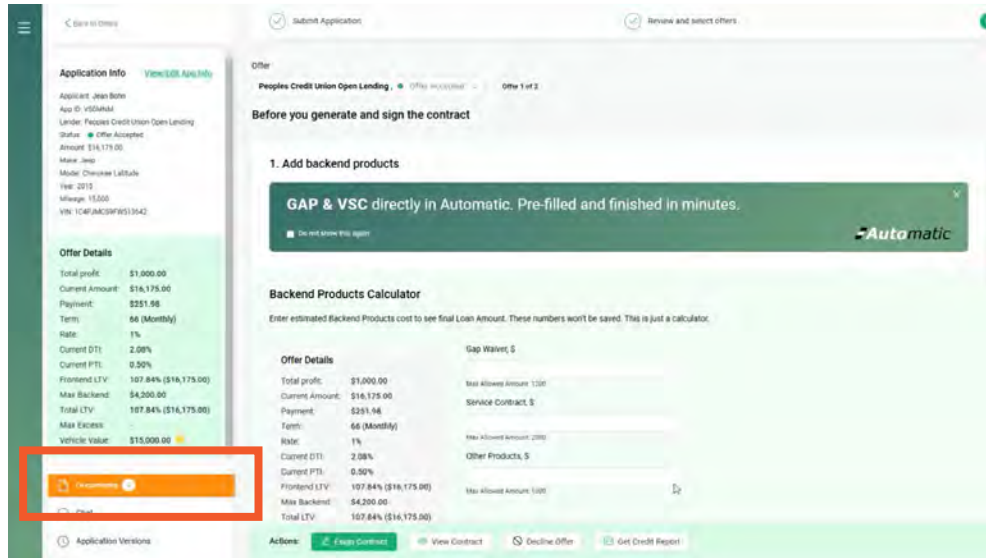 Submit Application
Review and select offers
Application Info
View/Edit App Info
Applicant: Jean Bohn
Lender: Peoples Credit Union Open Lending
Status: Offer Accepted
Amount: $16,175.00
Make: Jeep
Model: Cherokee Latitude
Year: 2015
Mileage: 15,000
Offer Details
Total profit: $1,000.00
Current Amount: $16,175.00
Payment: $251.98
Term: 66 (Monthly)
Rate: 1%
Current DTI: 2.08%
Current PTI: 0.50%
Frontend LTV: 107.84% ($16,175.00)
Max Backend: $4,200.00
Total LTV: 107.84% ($16,175.00)
Max Excess: -
Vehicle Value: $15,000.00
Documents
Chat
Application Versions
Offer
Peoples Credit Union Open Lending, Offer Accepted
Offer 1 of 2
Before you generate and sign the contract
1. Add backend products
GAP & VSC directly in Automatic. Pre-filled and finished in minutes.
Do not show this again
Automatic
Backend Products Calculator
Enter estimated Backend Products cost to see final Loan Amount. These numbers won't be saved. This is just a calculator.
Offer Details
Total profit: $1,000.00
Current Amount: $16,175.00
Payment: $251.98
Term: 66 (Monthly)
Rate: 1%
Current DTI: 2.08%
Current PTI: 0.50%
Frontend LTV: 107.84% ($16,175.00)
Max Backend: $4,200.00
Total LTV: 107.84% ($16,175.00)
Gap Waiver, $
Max Allowed Amount: 1200
Service Contract, $
Max Allowed Amount: 2000
Other Products, $
Max Allowed Amount: 1000
Actions:
Esign Contract
View Contract
Decline Offer
Get Credit Report